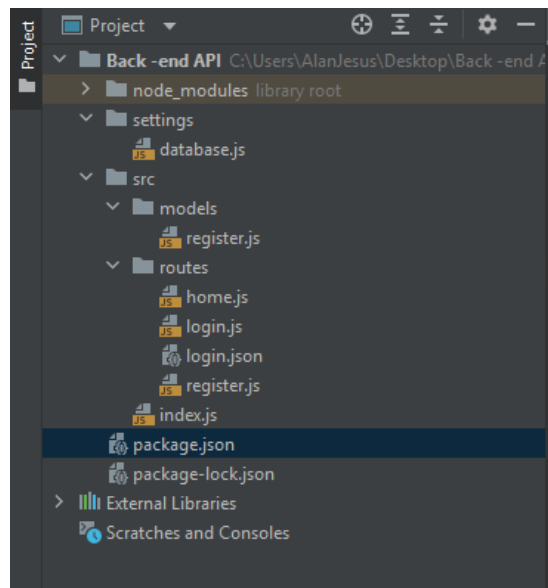 Project
Project
Back -end API C:\Users\AlanJesus\Desktop\Back -end A
node_modules library root
settings
database.js
src
models
register.js
routes
home.js
login.js
login.json
register.js
index.js
package.json
package-lock.json
External Libraries
Scratches and Consoles